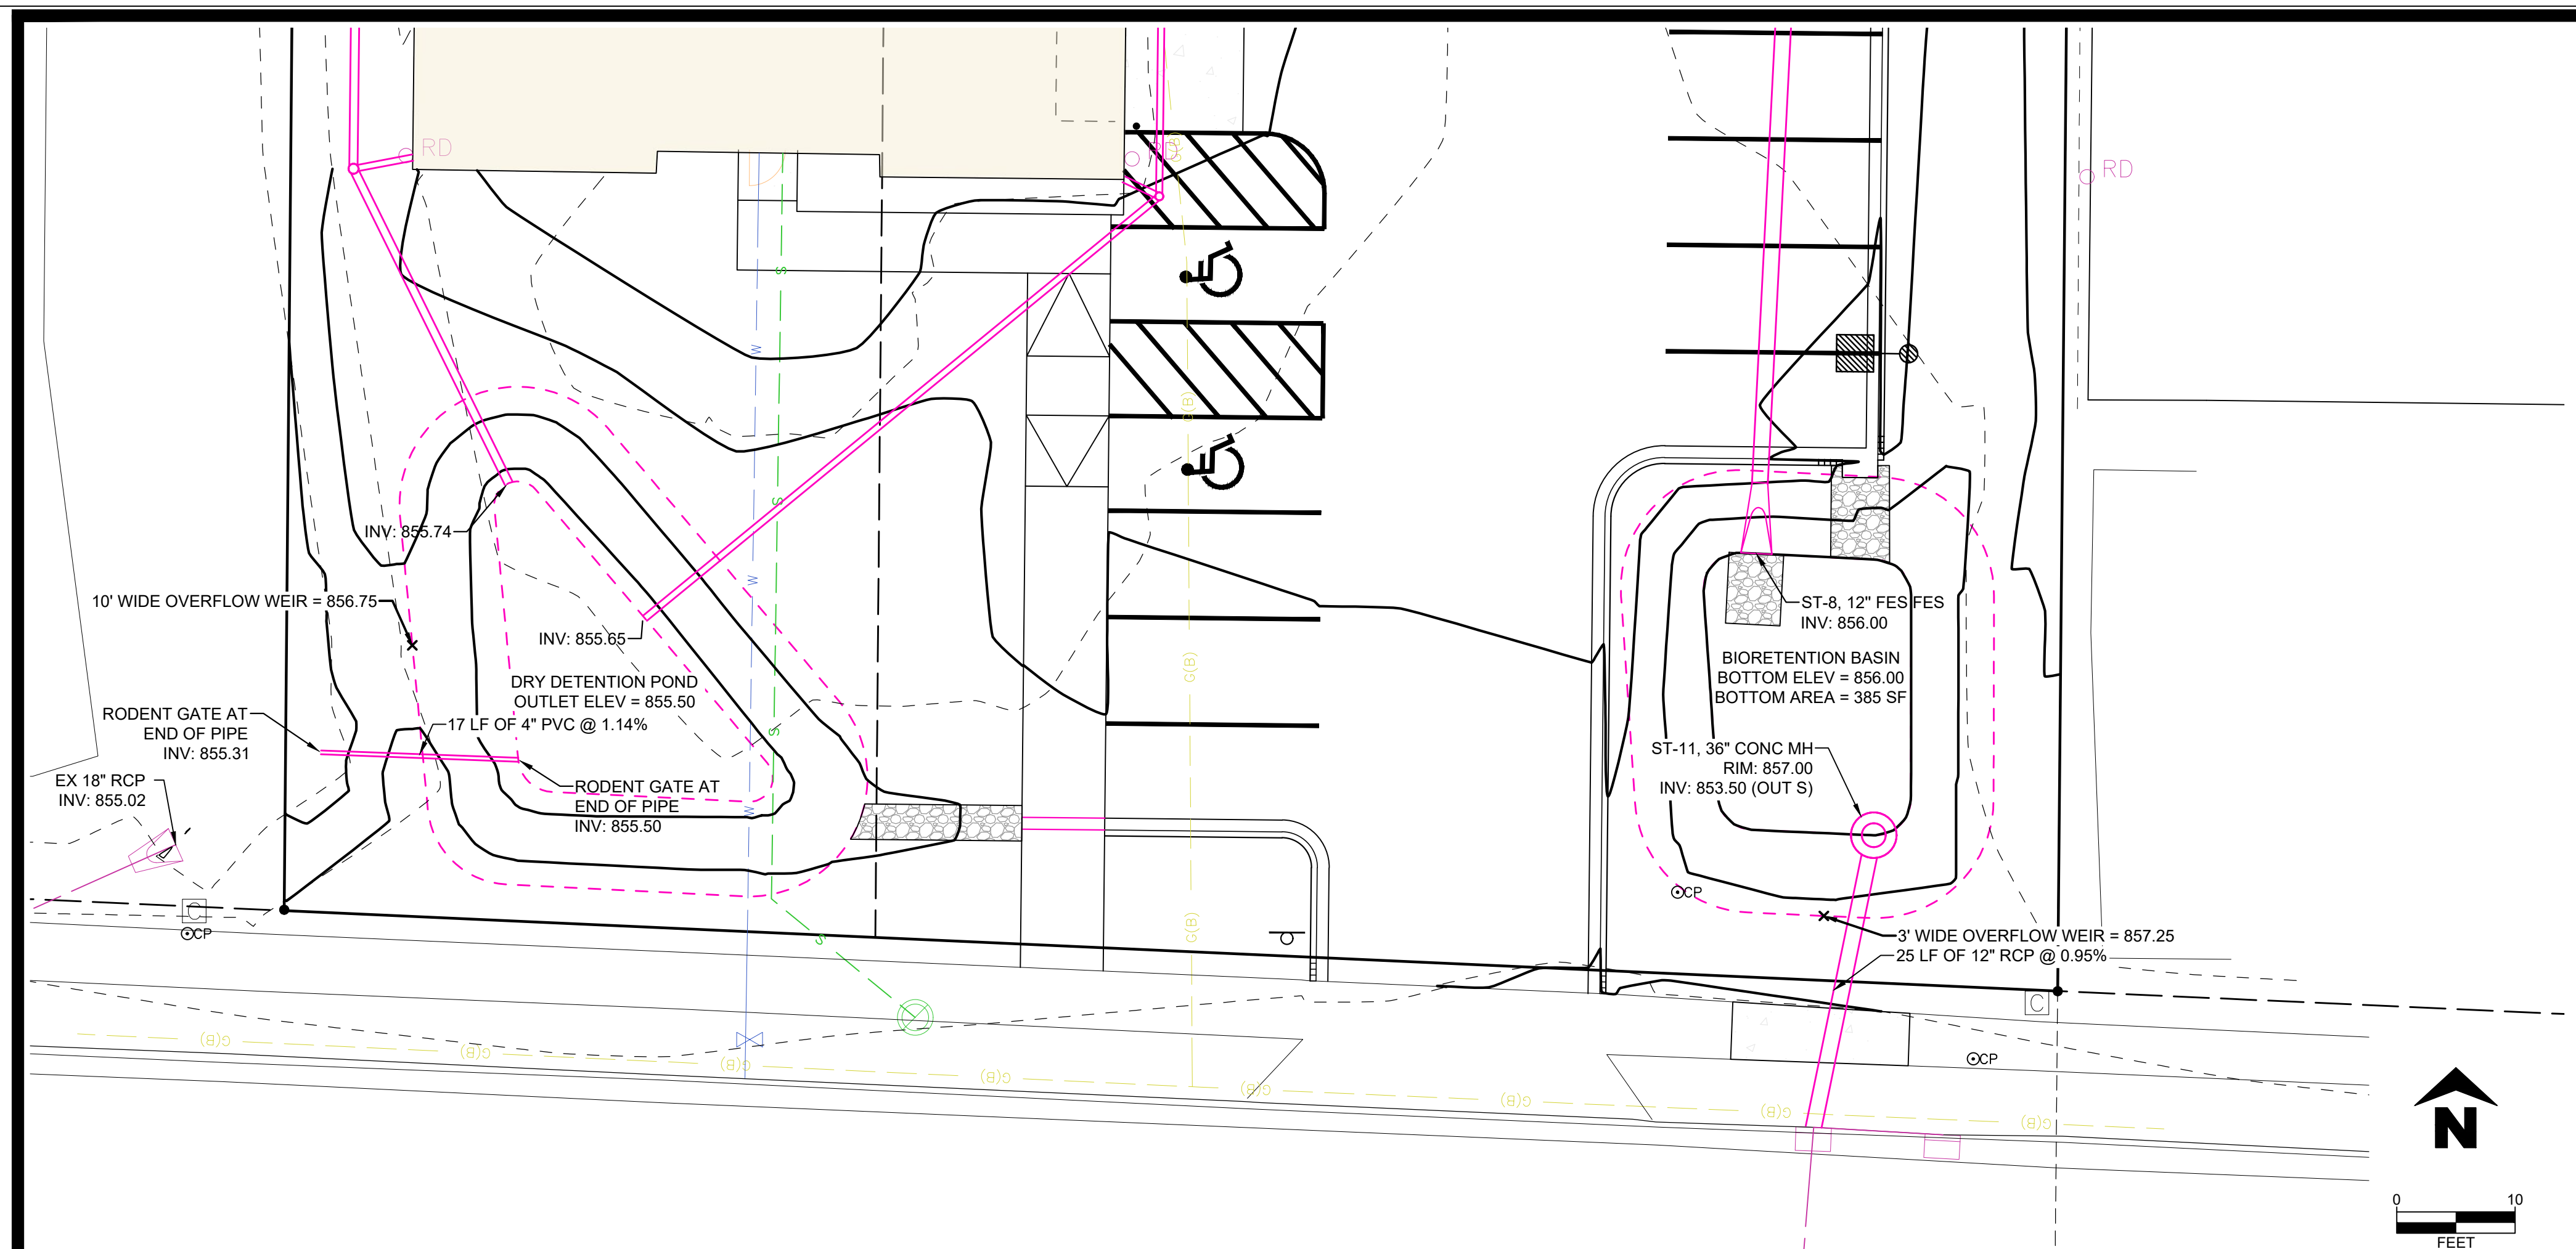 RD
RD
RD
S
W
G(B)
G(B)
S
INV: 855.74
W
10' WIDE OVERFLOW WEIR = 856.75
ST-8, 12" FES FES
INV: 856.00
INV: 855.65
G(B)
BIORETENTION BASIN
BOTTOM ELEV = 856.00
BOTTOM AREA = 385 SF
DRY DETENTION POND
OUTLET ELEV = 855.50
17 LF OF 4" PVC @ 1.14%
S
RODENT GATE AT
END OF PIPE
INV: 855.31
ST-11, 36" CONC MH
RIM: 857.00
INV: 853.50 (OUT S)
EX 18" RCP
INV: 855.02
RODENT GATE AT
END OF PIPE
INV: 855.50
W
CP
C
CP
G(B)
S
3' WIDE OVERFLOW WEIR = 857.25
25 LF OF 12" RCP @ 0.95%
C
G(B)
G(B)
G(B)
G(B)
G(B)
G(B)
G(B)
G(B)
CP
N
0 10
FEET